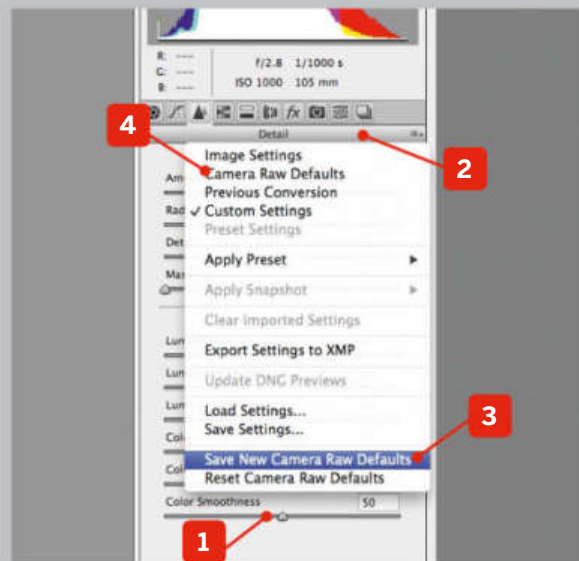 R: ---
G: ---
B: ---
f/2.8 1/1000 s
ISO 1000 105 mm
fx
Detail
4
2
Image Settings
Camera Raw Defaults
Previous Conversion
✓ Custom Settings
Preset Settings
Apply Preset
Apply Snapshot
Clear Imported Settings
Export Settings to XMP
Update DNG Previews
Load Settings...
Save Settings...
3
Save New Camera Raw Defaults
Reset Camera Raw Defaults
Color Smoothness 50
1